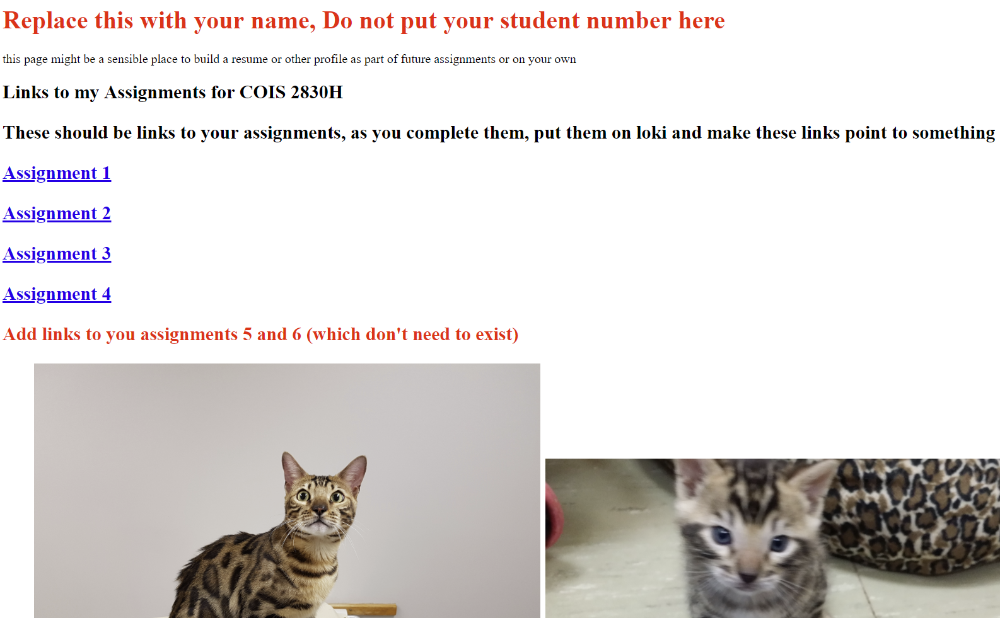 Replace this with your name, Do not put your student number here
this page might be a sensible place to build a resume or other profile as part of future assignments or on your own
Links to my Assignments for COIS 2830H
These should be links to your assignments, as you complete them, put them on loki and make these links point to something
Assignment 1
Assignment 2
Assignment 3
Assignment 4
Add links to you assignments 5 and 6 (which don't need to exist)